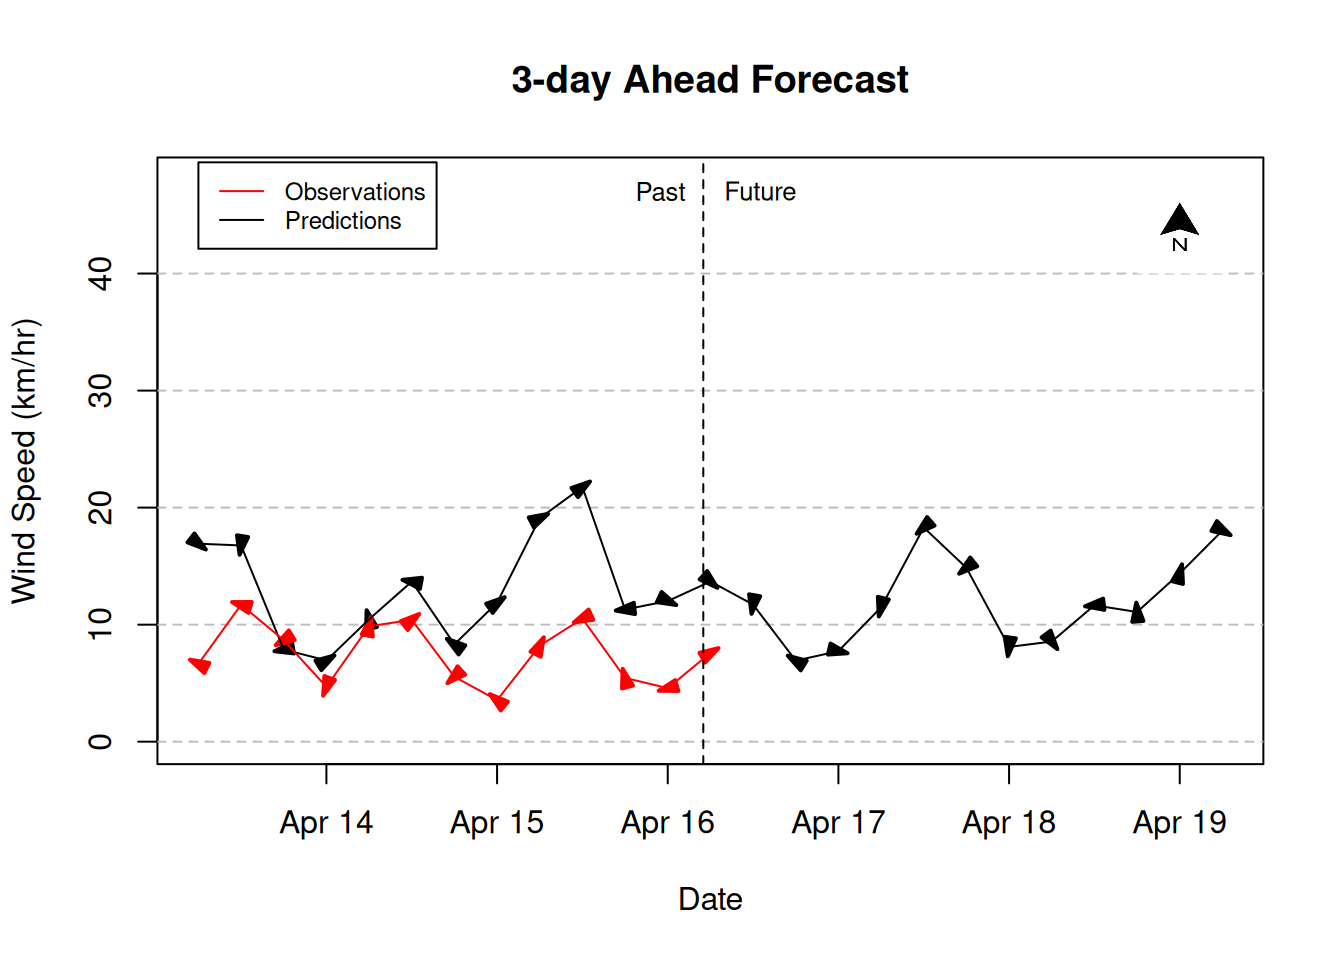 3-day Ahead Forecast
Observations
Predictions
Past
Future
N
40
30
20
10
0
Wind Speed (km/hr)
Apr 14
Apr 15
Apr 16
Apr 17
Apr 18
Apr 19
Date